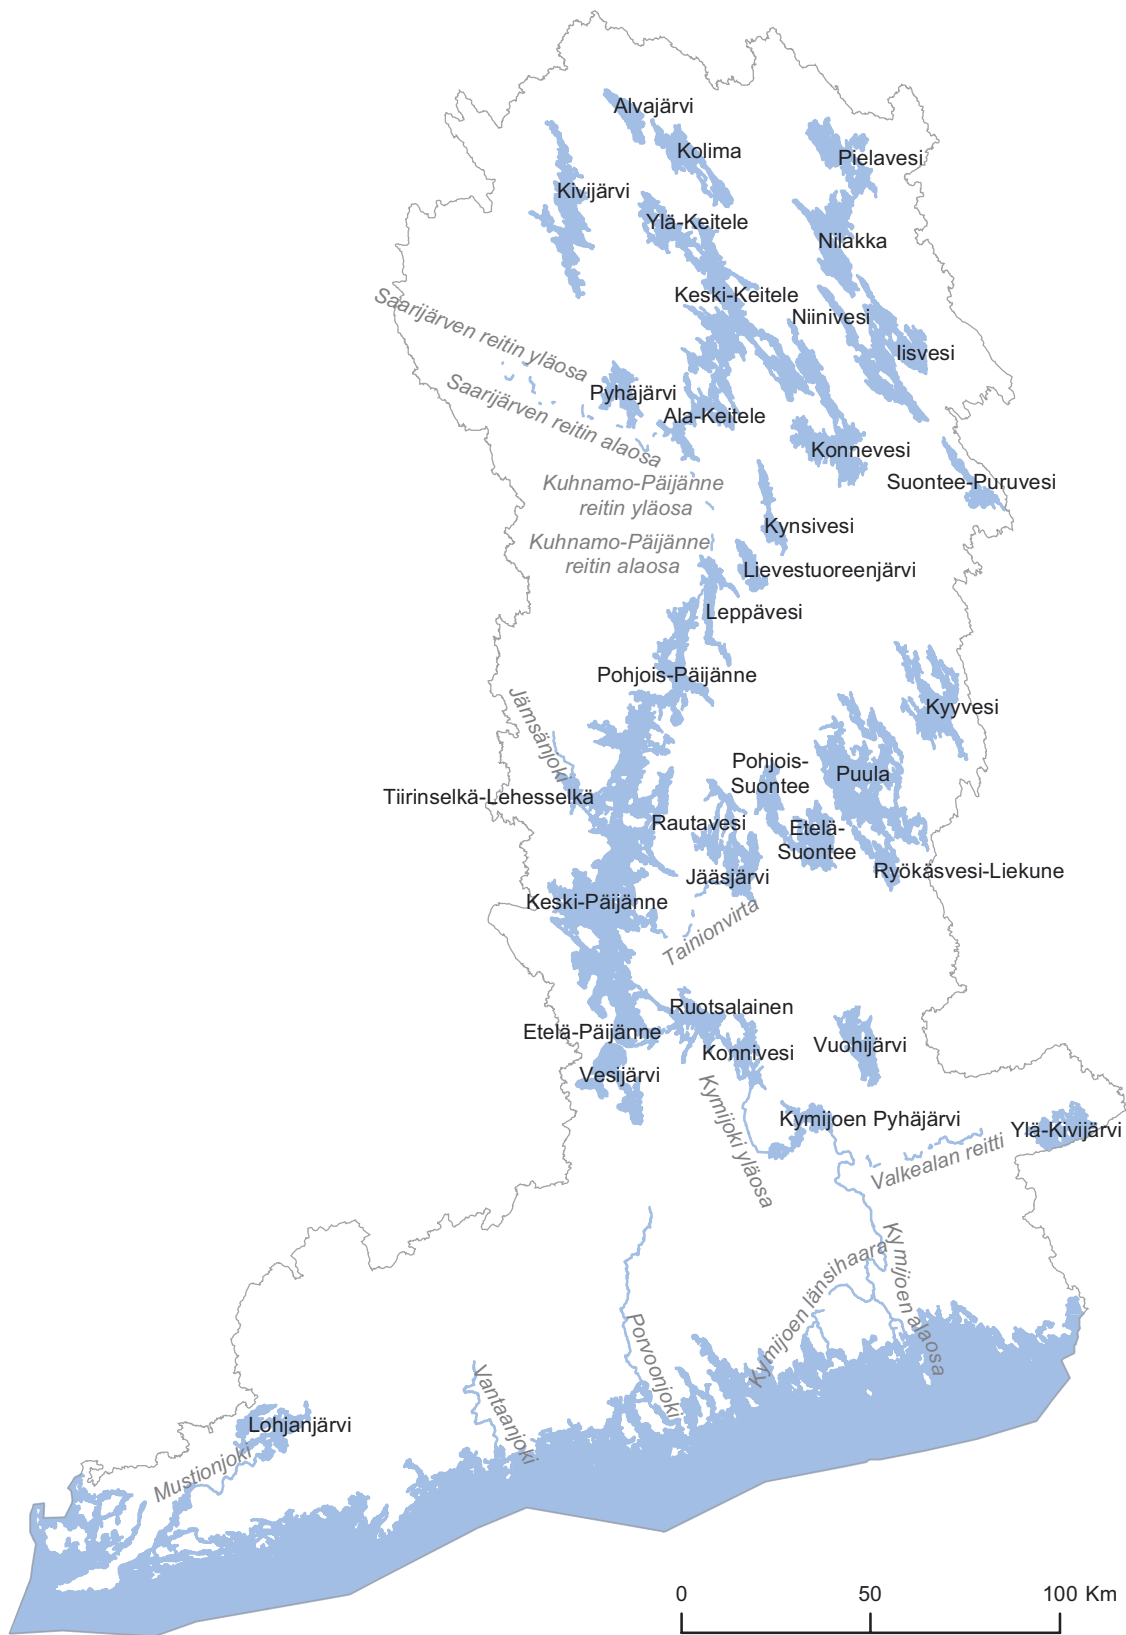 Alvajärvi
Kolima
Pielavesi
Kivijärvi
Ylä-Keitele
Nilakka
Keski-Keitele
Niinivesi
Saarijärven reitin yläosa
Iisvesi
Pyhäjärvi
Saarijärven reitin alaosa
Ala-Keitele
Konnevesi
Kuhnamo-Päijänne
reitin yläosa
Suontee-Puruvesi
Kynsivesi
Kuhnamo-Päijänne
reitin alaosa
Lievestuoreenjärvi
Leppävesi
Pohjois-Päijänne
Kyyvesi
Jämsänjoki
Pohjois-
Suontee
Puula
Tiirinselkä-Lehesselkä
Rautavesi
Etelä-
Suontee
Jääsjärvi
Ryökäsvesi-Liekune
Keski-Päijänne
Tainionvirta
Ruotsalainen
Etelä-Päijänne
Konnivesi
Vuohijärvi
Vesijärvi
Kymijoki yläosa
Kymijoen Pyhäjärvi
Ylä-Kivijärvi
Valkealan reitti
Kymijoen länsihaara
Kymijoen alaosa
Porvoonjoki
Vantaanjoki
Lohjanjärvi
Mustionjoki
0 50 100 Km